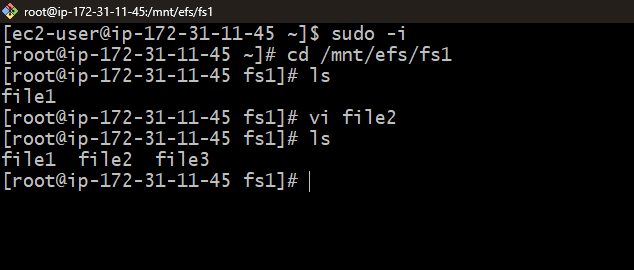 root@ip-172-31-11-45:/mnt/efs/fs1
[ec2-user@ip-172-31-11-45 ~]$ sudo -i
[root@ip-172-31-11-45 ~]# cd /mnt/efs/fs1
[root@ip-172-31-11-45 fs1]# ls
file1
[root@ip-172-31-11-45 fs1]# vi file2
[root@ip-172-31-11-45 fs1]# ls
file1  file2  file3
[root@ip-172-31-11-45 fs1]#